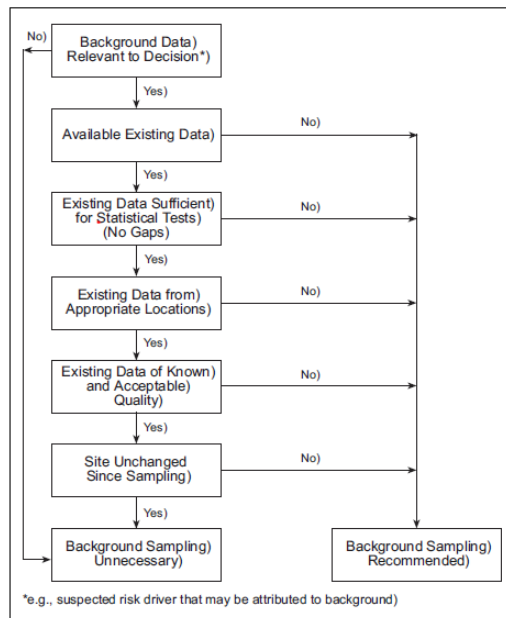 No)
Background Data)
Relevant to Decision*)
Yes)
Available Existing Data)
No)
Yes)
Existing Data Sufficient)
for Statistical Tests)
(No Gaps)
No)
Yes)
Existing Data from)
Appropriate Locations)
No)
Yes)
Existing Data of Known)
and Acceptable)
Quality)
No)
Yes)
Site Unchanged
Since Sampling)
No)
Yes)
Background Sampling)
Unnecessary)
Background Sampling)
Recommended)
*e.g., suspected risk driver that may be attributed to background)